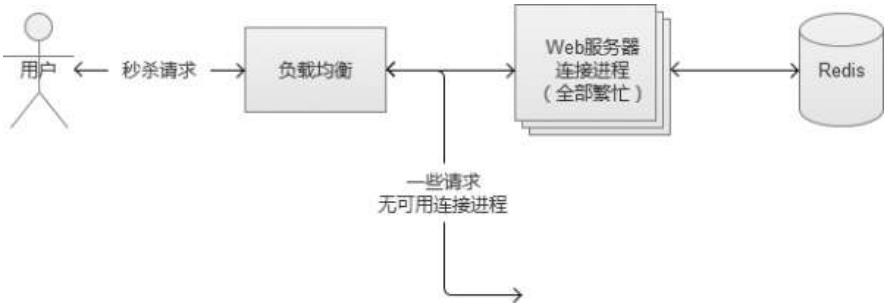 用户
秒杀请求
负载均衡
Web服务器
连接进程
（全部繁忙）
Redis
一些请求
无可用连接进程